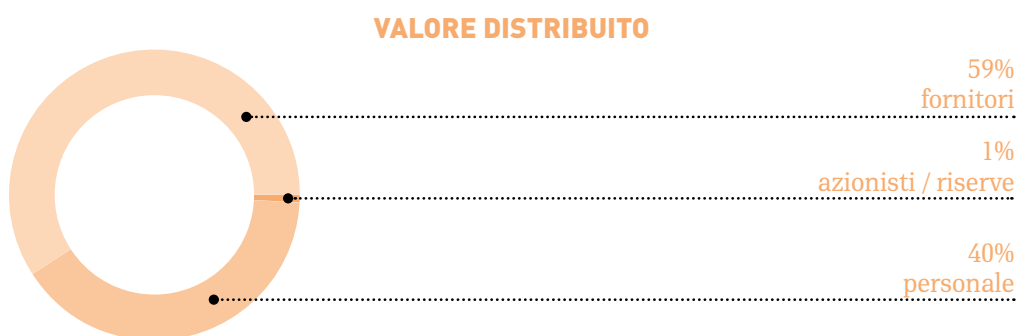 VALORE DISTRIBUITO
59%
fornitori
1%
azionisti / riserve
40%
personale